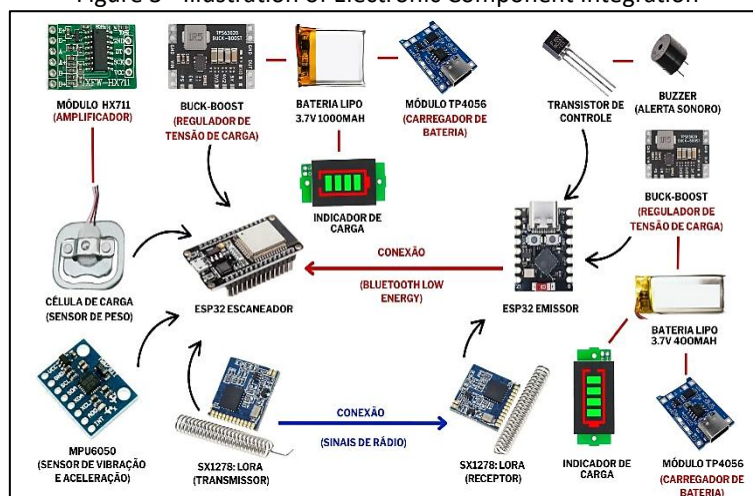 Figure 3 - Illustration of Electronic Component Integration
MÓDULO HX711
(AMPLIFICADOR)
BUCK-BOOST
(REGULADOR DE
TENSÃO DE CARGA)
BATERIA LIPO
3.7V 1000MAH
MÓDULO TP4056
(CARREGADOR DE
BATERIA)
TRANSISTOR DE
CONTROLE
BUZZER
(ALERTA SONORO)
INDICADOR DE
CARGA
BUCK-BOOST
(REGULADOR DE
TENSÃO DE CARGA)
CÉLULA DE CARGA
(SENSOR DE PESO)
ESP32 ESCANEADOR
CONEXÃO
(BLUETOOTH LOW
ENERGY)
ESP32 EMISSOR
BATERIA LIPO
3.7V 400MAH
MPU6050
(SENSOR DE VIBRAÇÃO
E ACELERAÇÃO)
SX1278: LORA
(TRANSMISSOR)
CONEXÃO
(SINAIS DE RÁDIO)
SX1278: LORA
(RECEPTOR)
INDICADOR DE
CARGA
MÓDULO TP4056
(CARREGADOR DE
BATERIA)